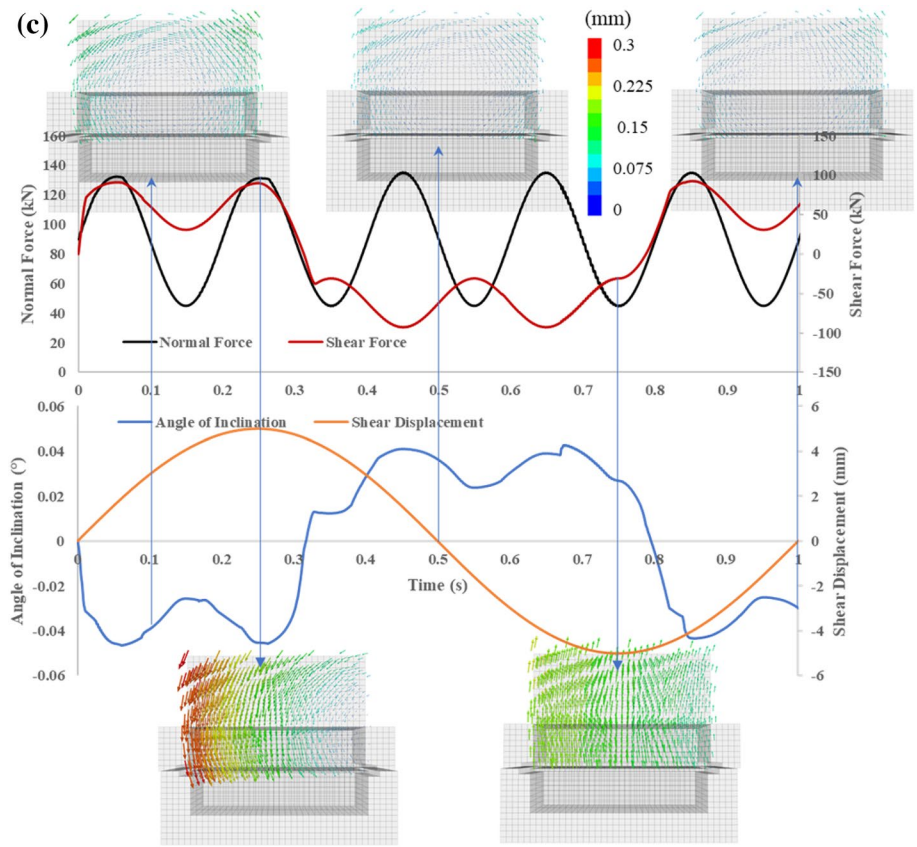 (c)
(mm)
0.3
0.225
0.15
0.075
0
160
140
120
100
80
60
40
20
0
Normal Force (kN)
150
100
50
0
-50
-100
-150
Shear Force (kN)
Normal Force
Shear Force
0 0.1 0.2 0.3 0.4 0.5 0.6 0.7 0.8 0.9 1
0.06
0.04
0.02
0
-0.02
-0.04
-0.06
Angle of Inclination (°)
Angle of Inclination
Shear Displacement
6
4
2
0
-2
-4
-6
Shear Displacement (mm)
0 0.1 0.2 0.3 0.4 0.5 0.6 0.7 0.8 0.9 1
Time (s)